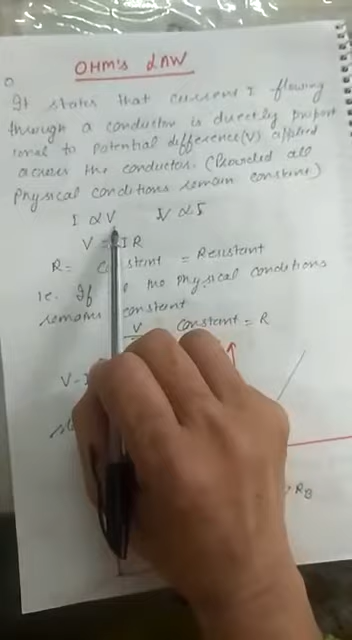 OHM's LAW
It states that current I flowing
through a conductor is directly proport
ional to potential difference(V) applied
across the conductor. (Provided all
Physical conditions remain constant)
I ∝ V V ∝ I
V = IR
R = constant = Resistant
ie. If the physical conditions
remains constant
V constant = R
V -
R B